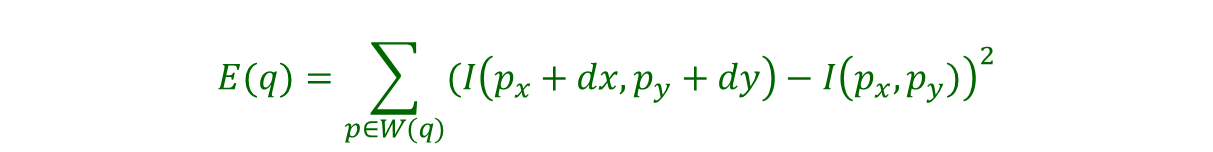 E(q) = ∑_{p∈W(q)} (I(p_x + dx, p_y + dy) − I(p_x, p_y))^2